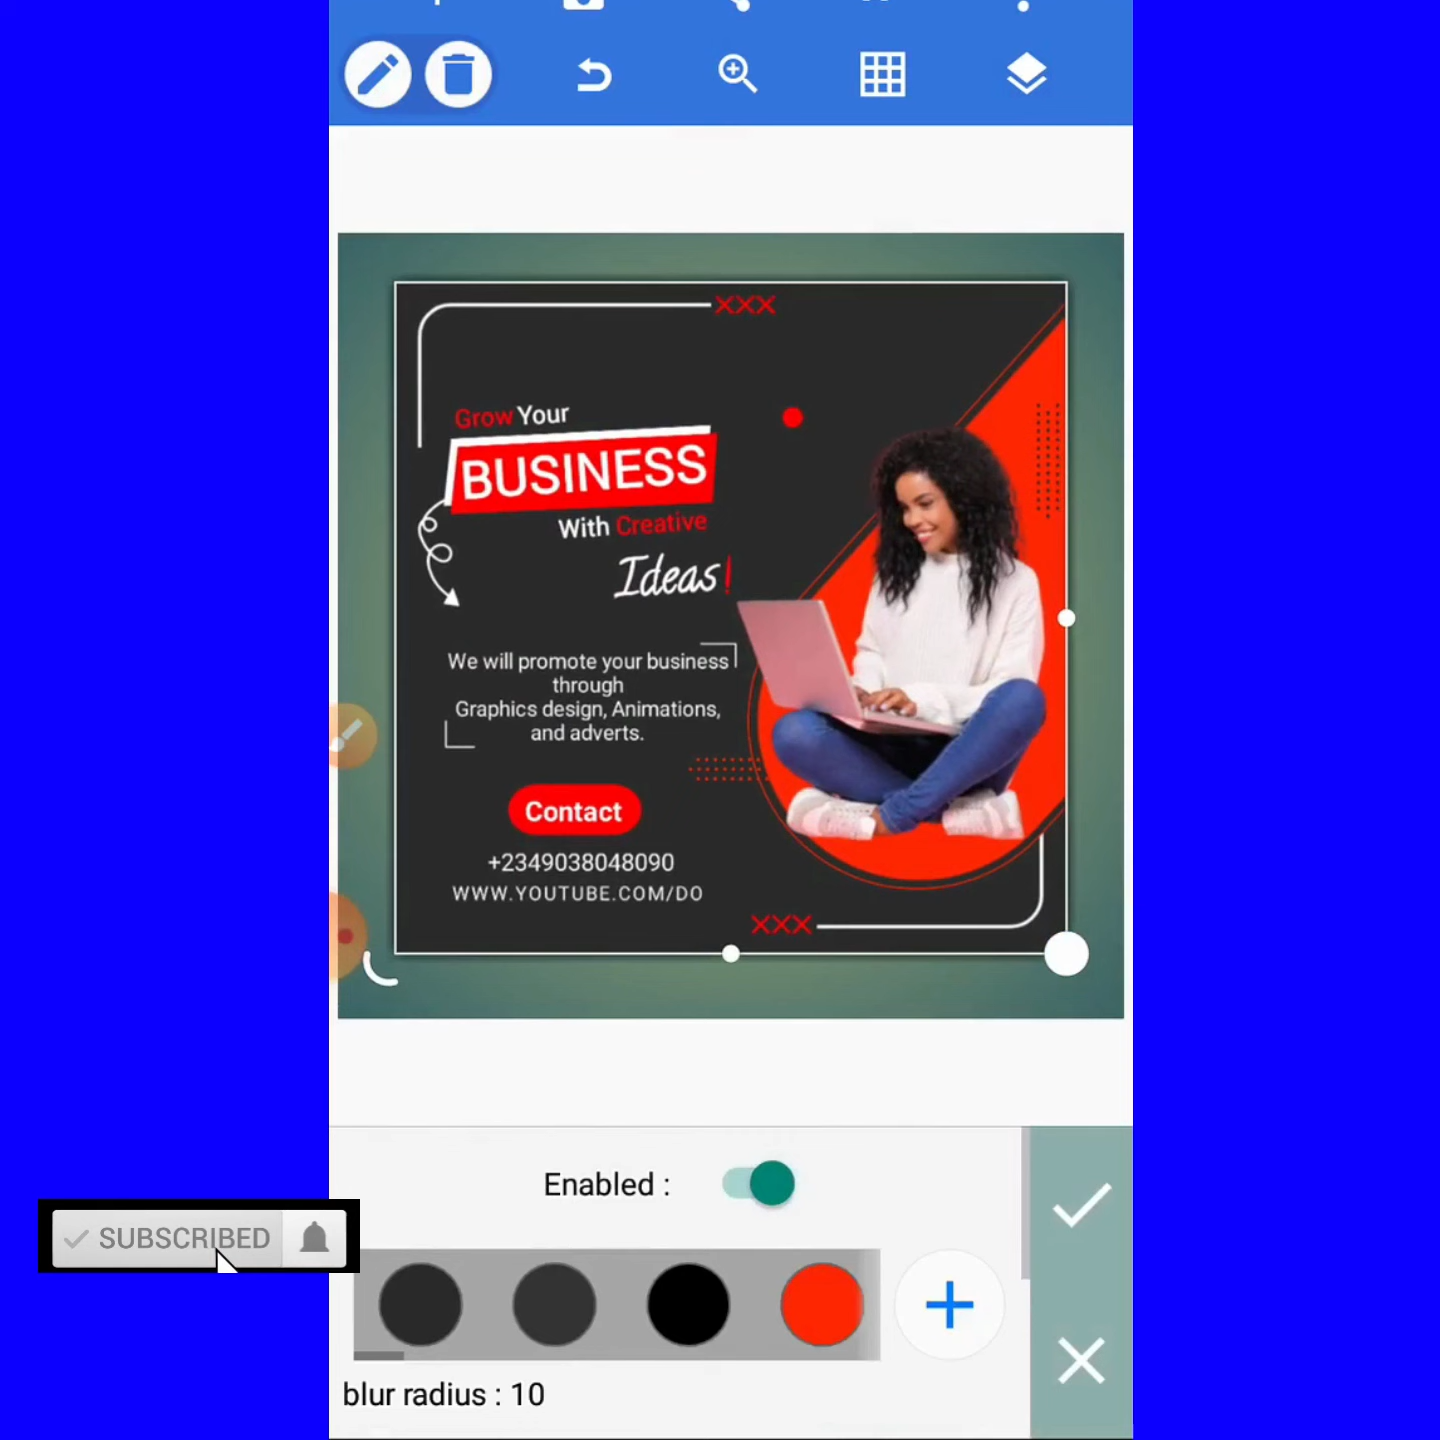 XXX
Grow Your
BUSINESS
With Creative
Ideas!
We will promote your business
through
Graphics design, Animations,
and adverts.
Contact
+2349038048090
WWW.YOUTUBE.COM/DO
XXX
Enabled :
SUBSCRIBED
blur radius : 10